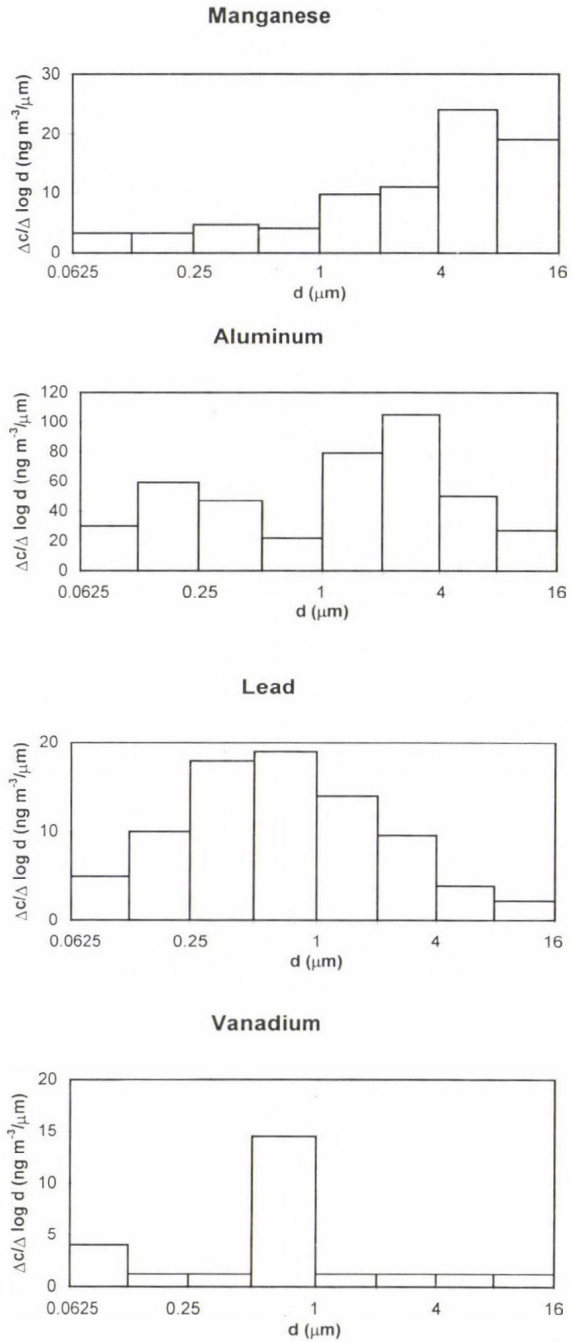 Manganese
Δc/Δ log d (ng m⁻³/μm)
30
20
10
0
0.0625 0.25 1 4 16
d (μm)
Aluminum
Δc/Δ log d (ng m⁻³/μm)
120
100
80
60
40
20
0
0.0625 0.25 1 4 16
d (μm)
Lead
Δc/Δ log d (ng m⁻³/μm)
20
10
0
0.0625 0.25 1 4 16
d (μm)
Vanadium
Δc/Δ log d (ng m⁻³/μm)
20
15
10
5
0
0.0625 0.25 1 4 16
d (μm)